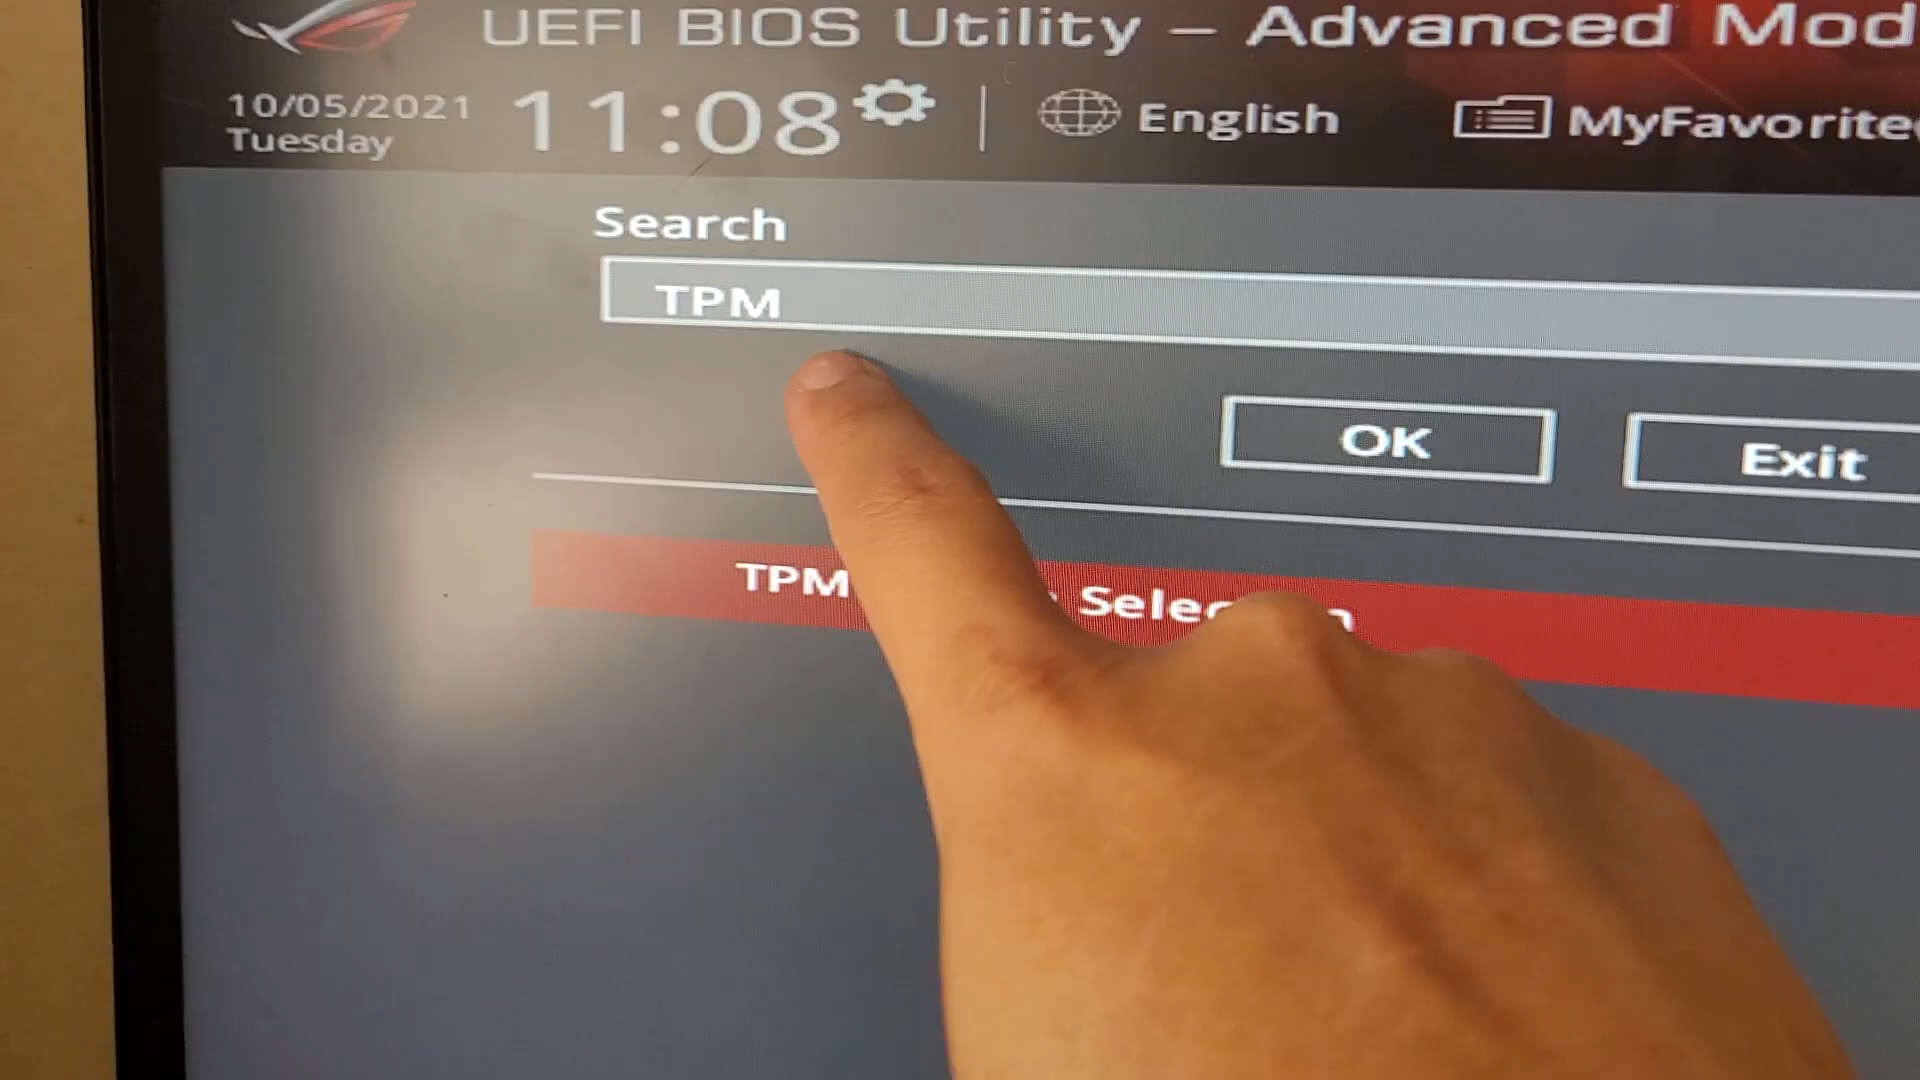 UEFI BIOS Utility – Advanced Mod
10/05/2021
Tuesday
11:08
English
MyFavorite
Search
TPM
OK
Exit
TPM